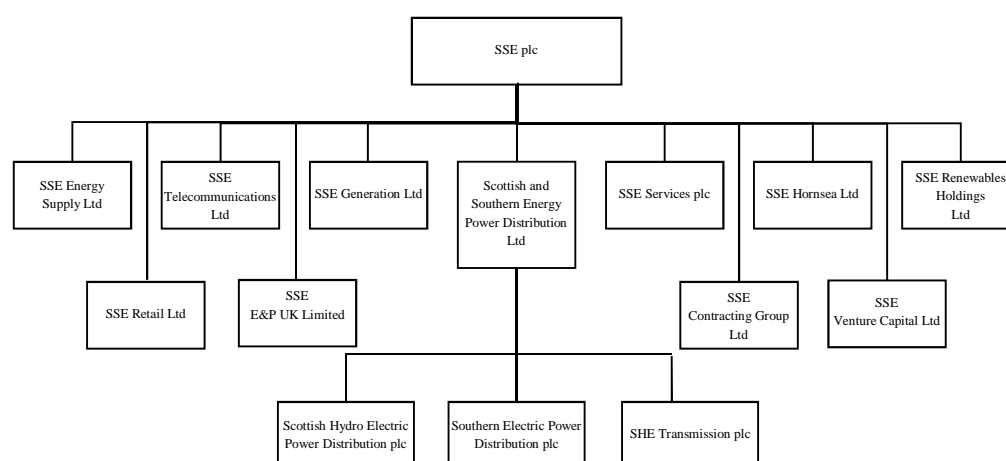 SSE plc
SSE Energy
Supply Ltd
SSE
Telecommunications
Ltd
SSE Generation Ltd
Scottish and
Southern Energy
Power Distribution
Ltd
SSE Services plc
SSE Hornsea Ltd
SSE Renewables
Holdings
Ltd
SSE Retail Ltd
SSE
E&P UK Limited
SSE
Contracting Group
Ltd
SSE
Venture Capital Ltd
Scottish Hydro Electric
Power Distribution plc
Southern Electric Power
Distribution plc
SHE Transmission plc